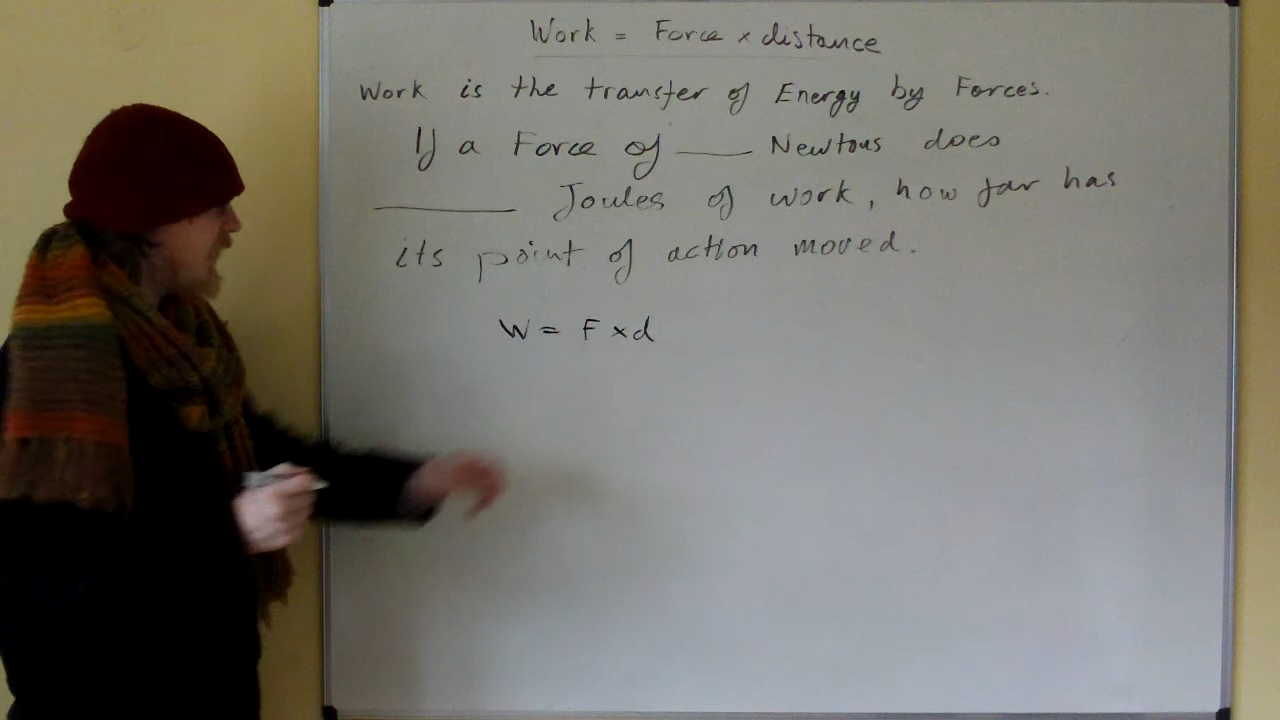 Work = Force × distance
Work is the transfer of Energy by Forces.
If a Force of ___ Newtons does
______ Joules of work, how far has
its point of action moved.
W = F × d